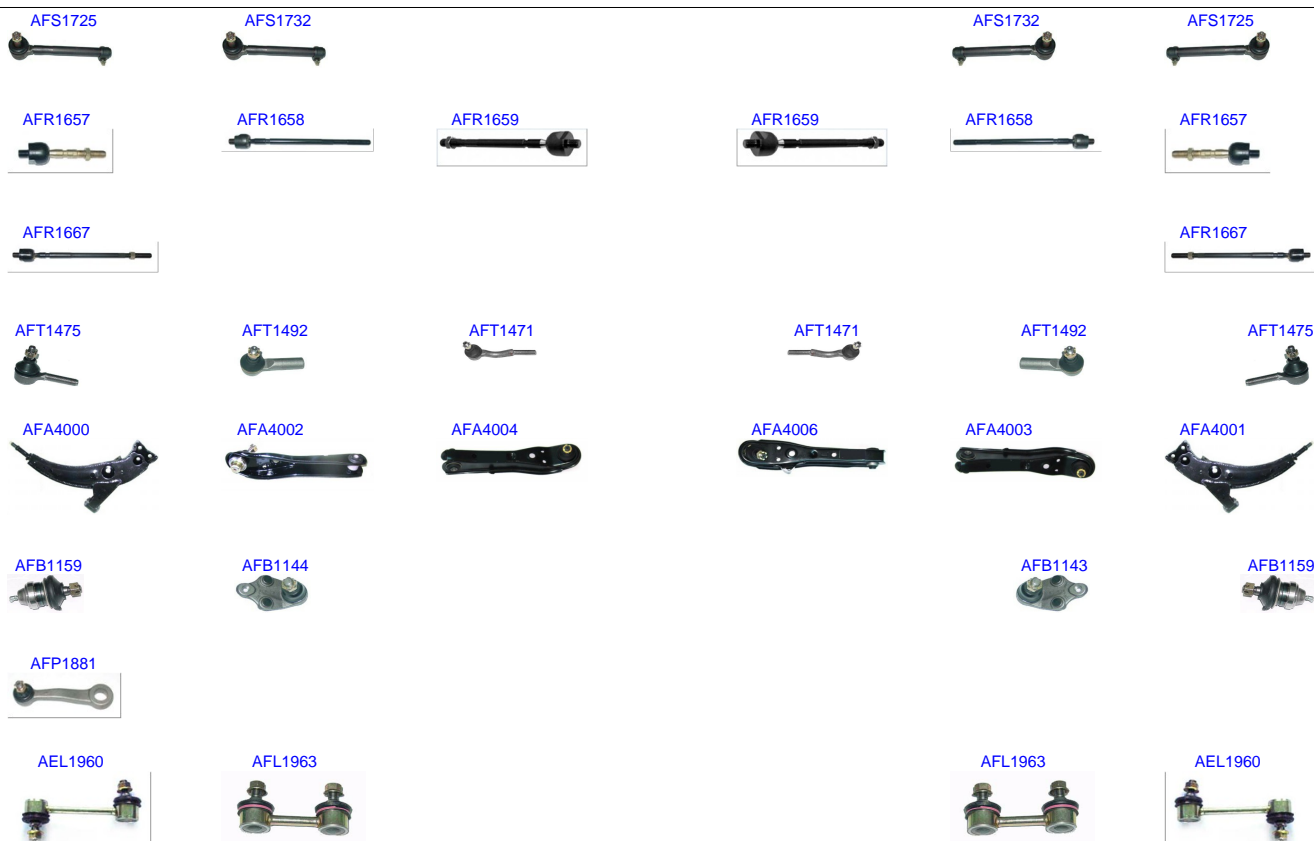 AFS1725 AFS1732 AFS1732 AFS1725
AFR1657 AFR1658 AFR1659 AFR1659 AFR1658 AFR1657
AFR1667 AFR1667
AFT1475 AFT1492 AFT1471 AFT1471 AFT1492 AFT1475
AFA4000 AFA4002 AFA4004 AFA4006 AFA4003 AFA4001
AFB1159 AFB1144 AFB1143 AFB1159
AFP1881
AEL1960 AFL1963 AFL1963 AEL1960